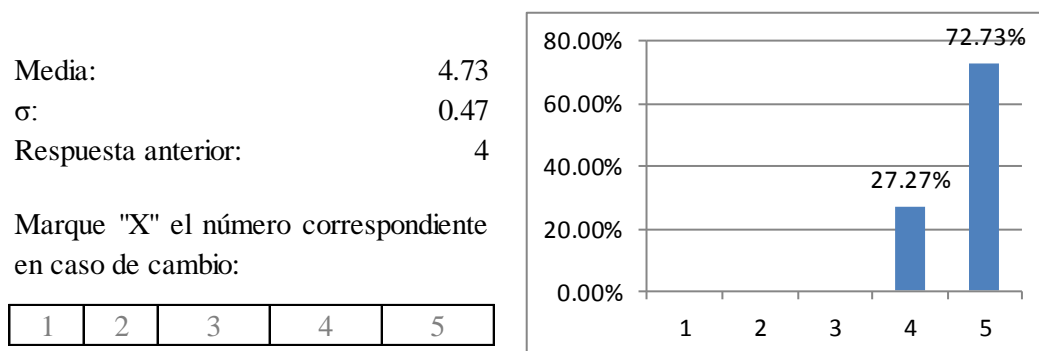 Media: 4.73
σ: 0.47
Respuesta anterior: 4
Marque "X" el número correspondiente
en caso de cambio:
1 2 3 4 5
80.00%
60.00%
40.00%
20.00%
0.00%
72.73%
27.27%
1 2 3 4 5